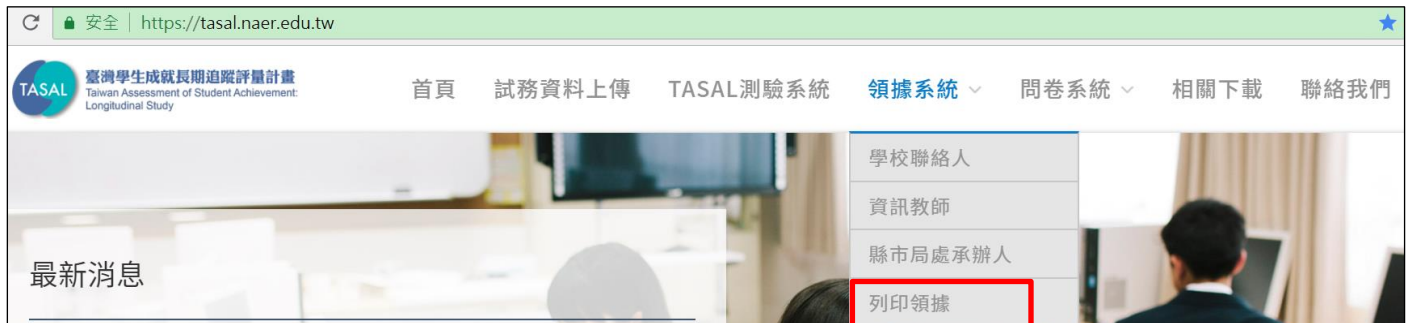 安全 | https://tasal.naer.edu.tw
TASAL
臺灣學生成就長期追蹤評量計畫
Taiwan Assessment of Student Achievement:
Longitudinal Study
首頁 試務資料上傳 TASAL測驗系統 領據系統 問卷系統 相關下載 聯絡我們
學校聯絡人
資訊教師
縣市局處承辦人
列印領據
最新消息